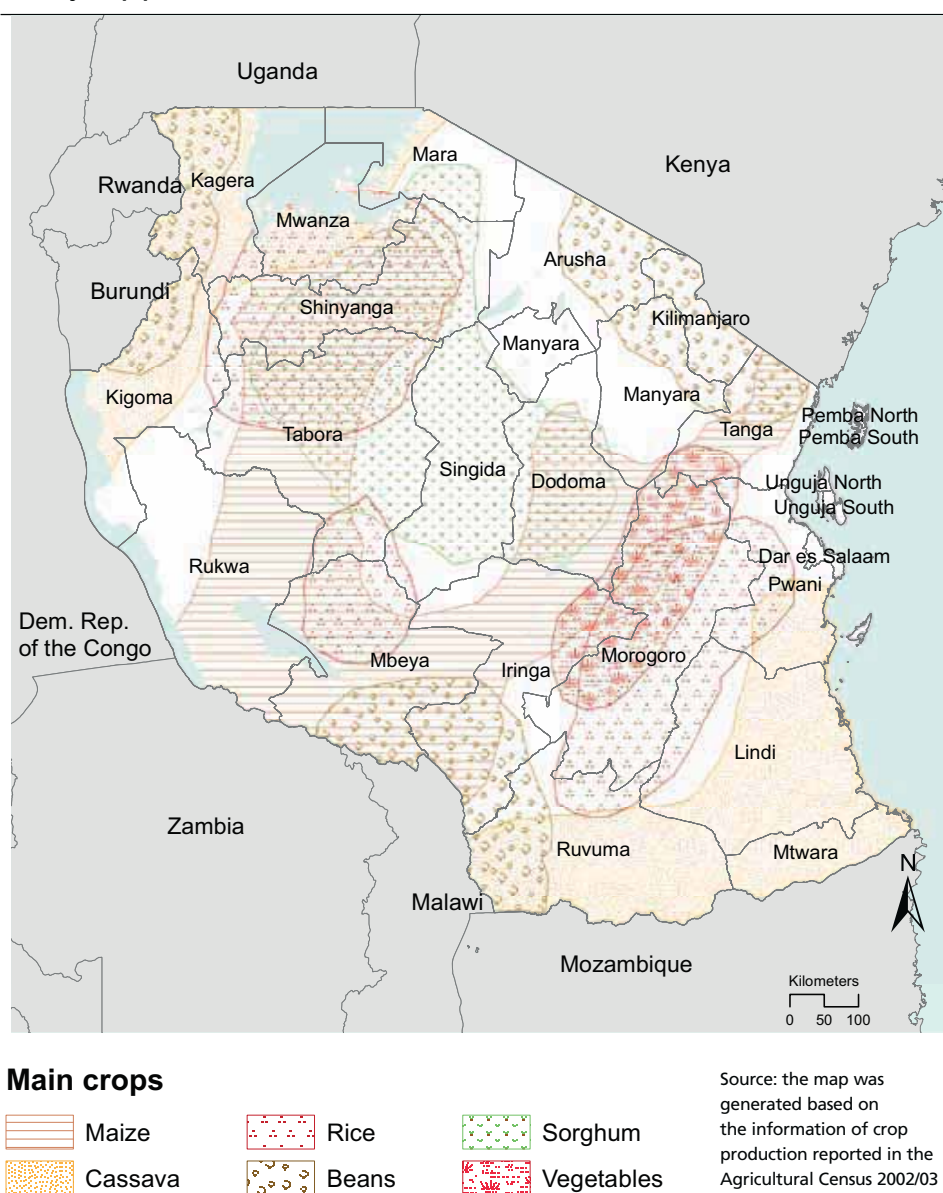 Uganda
Kenya
Mara
Rwanda
Kagera
Mwanza
Arusha
Burundi
Shinyanga
Kilimanjaro
Manyara
Kigoma
Manyara
Pemba North
Tanga
Pemba South
Tabora
Singida
Dodoma
Unguja North
Unguja South
Dar es Salaam
Rukwa
Pwani
Dem. Rep.
of the Congo
Mbeya
Iringa
Morogoro
Lindi
Zambia
Ruvuma
Mtwara
N
Malawi
Mozambique
Kilometers
0 50 100
Main crops
Maize
Rice
Sorghum
Cassava
Beans
Vegetables
Source: the map was
generated based on
the information of crop
production reported in the
Agricultural Census 2002/03